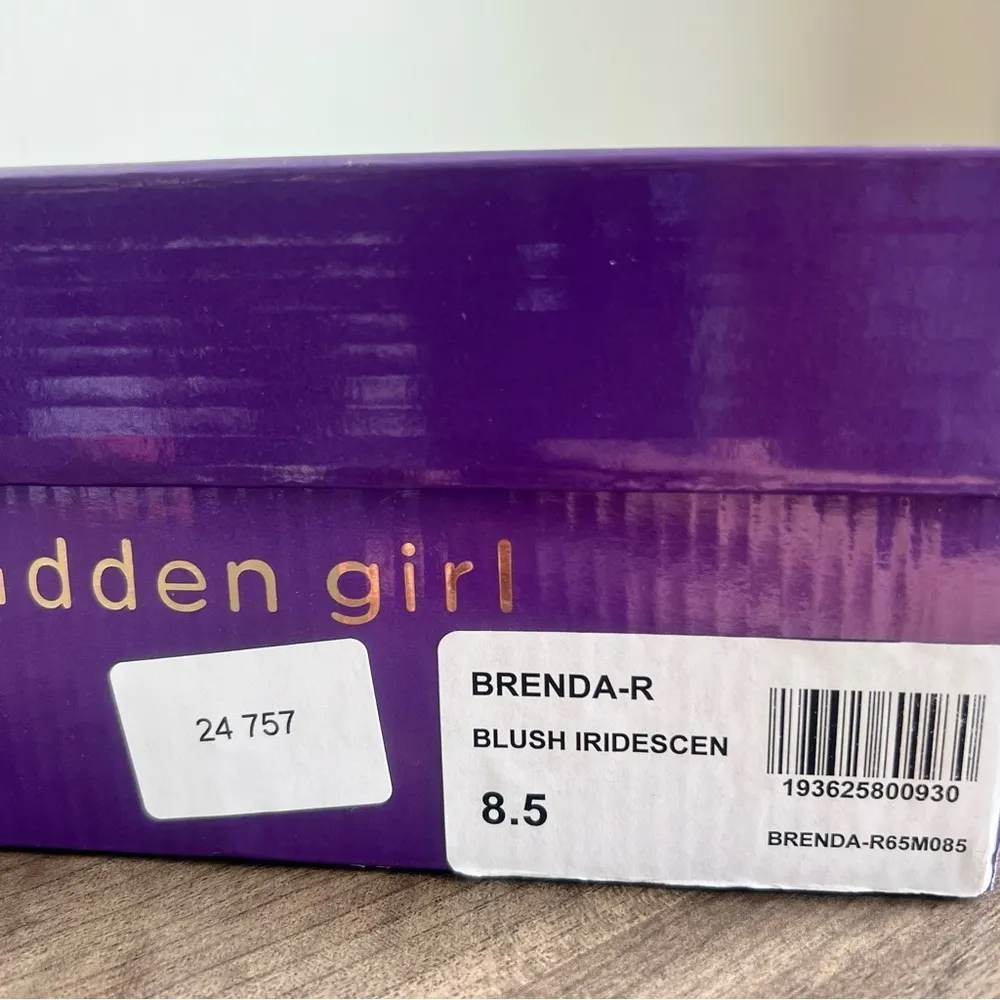 adden girl
24 757
BRENDA-R
BLUSH IRIDESCEN
8.5
193625800930
BRENDA-R65M085